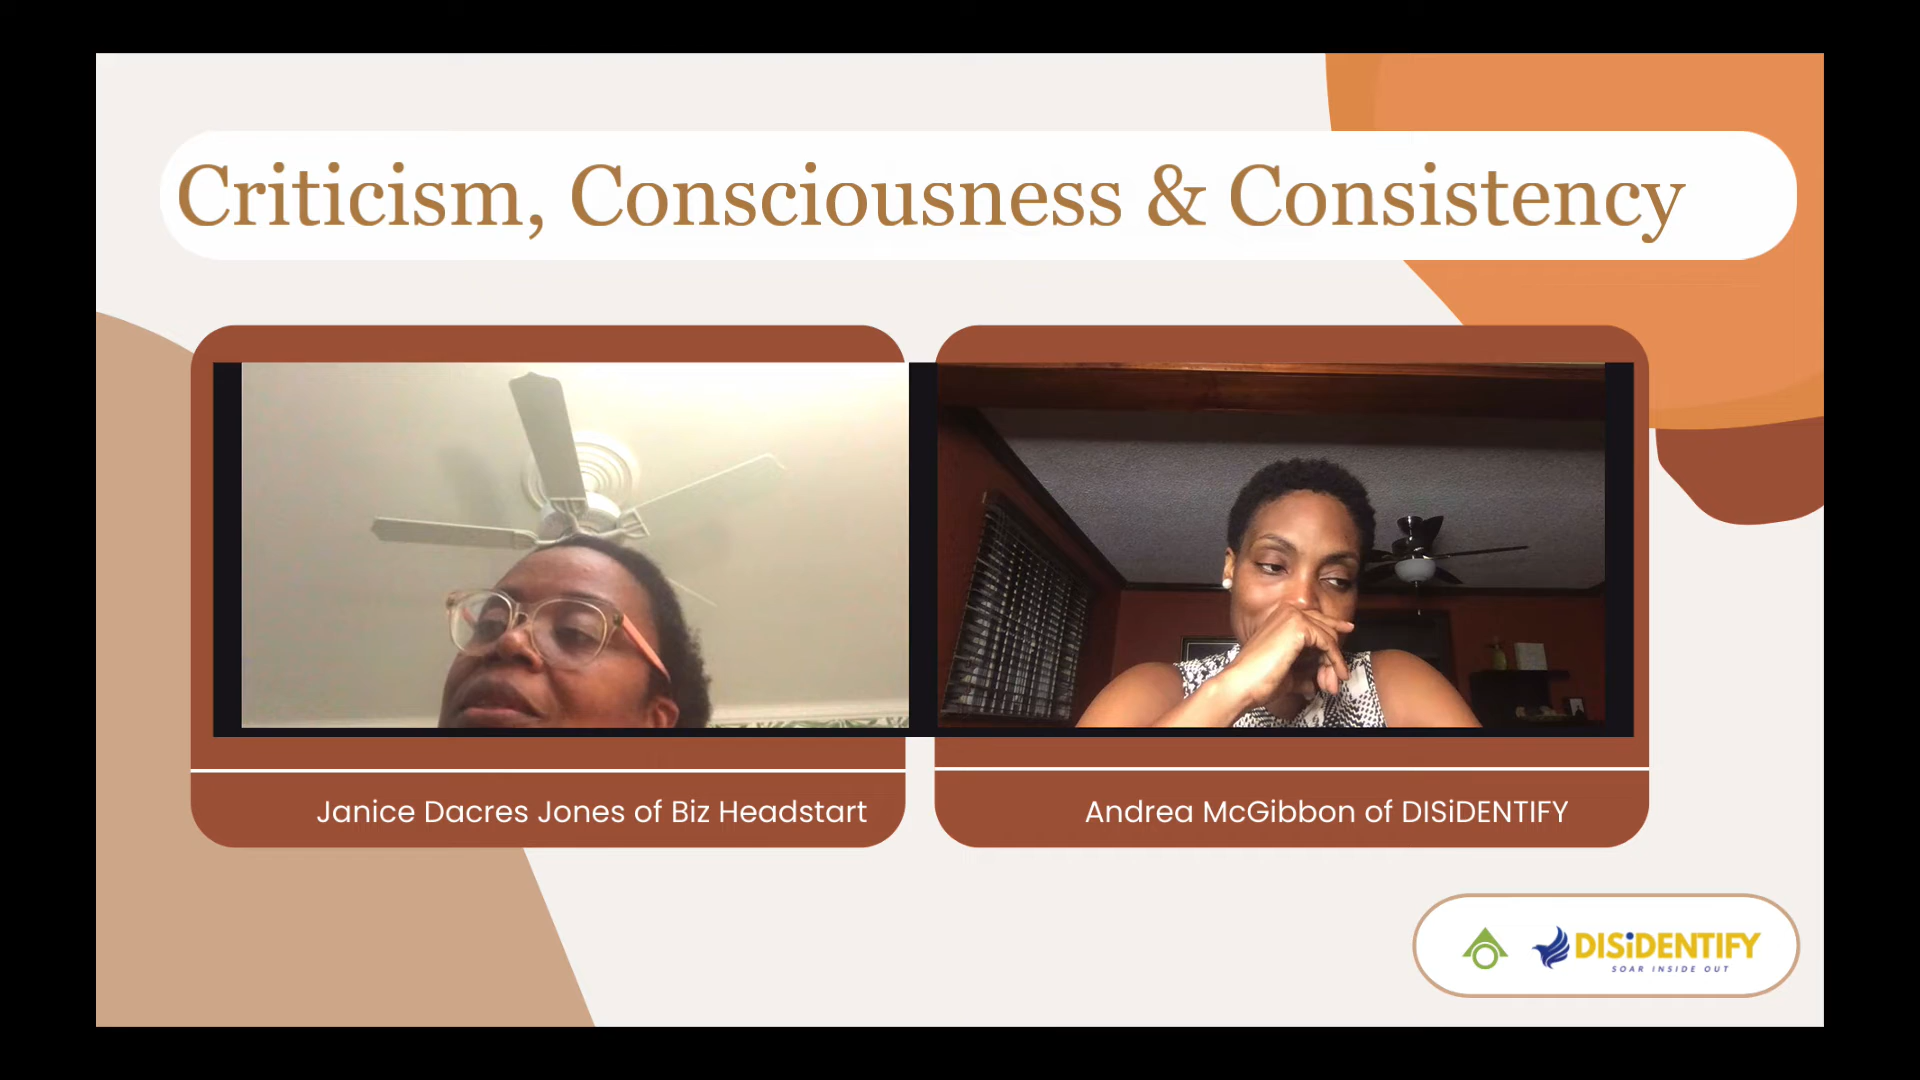 Criticism, Consciousness & Consistency
Janice Dacres Jones of Biz Headstart
Andrea McGibbon of DISiDENTIFY
DISiDENTIFY
SOAR INSIDE OUT